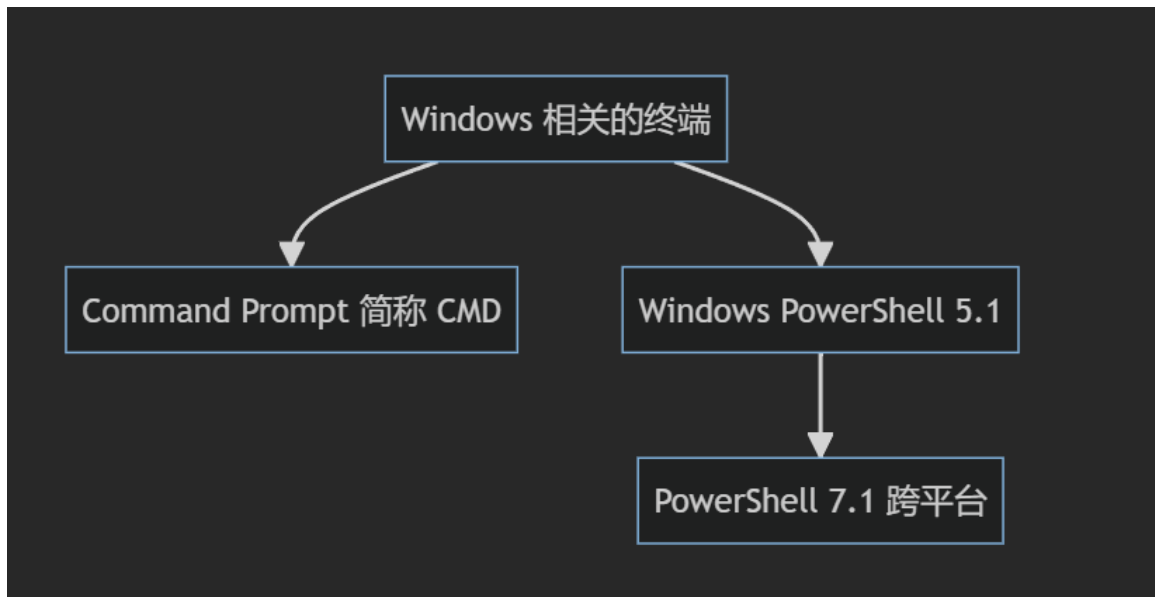 Windows 相关的终端
Command Prompt 简称 CMD
Windows PowerShell 5.1
PowerShell 7.1 跨平台